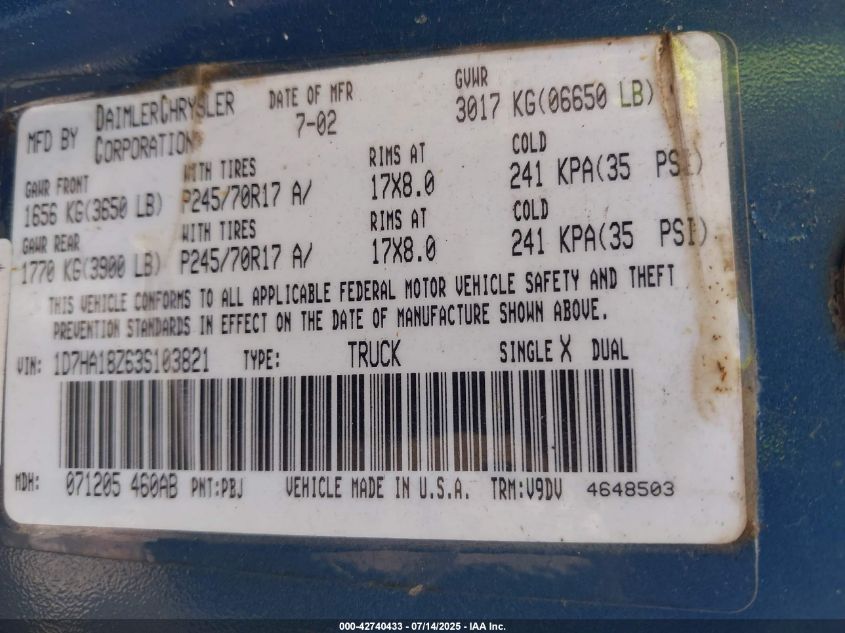 MFD BY DAIMLERCHRYSLER CORPORATION DATE OF MFR 7-02 GVWR 3017 KG(06650 LB)
GAWR FRONT WITH TIRES RIMS AT COLD
1656 KG(3650 LB) P245/70R17 A/ 17X8.0 241 KPA(35 PSI)
GAWR REAR WITH TIRES RIMS AT COLD
1770 KG(3900 LB) P245/70R17 A/ 17X8.0 241 KPA(35 PSI)
THIS VEHICLE CONFORMS TO ALL APPLICABLE FEDERAL MOTOR VEHICLE SAFETY AND THEFT
PREVENTION STANDARDS IN EFFECT ON THE DATE OF MANUFACTURE SHOWN ABOVE.
VIN: 1D7HA18Z63S103821 TYPE: TRUCK SINGLE X DUAL
MDH: 071205 460AB PNT:PBJ VEHICLE MADE IN U.S.A. TRM:V9DV 4648503
000-42740433 - 07/14/2025 - IAA Inc.